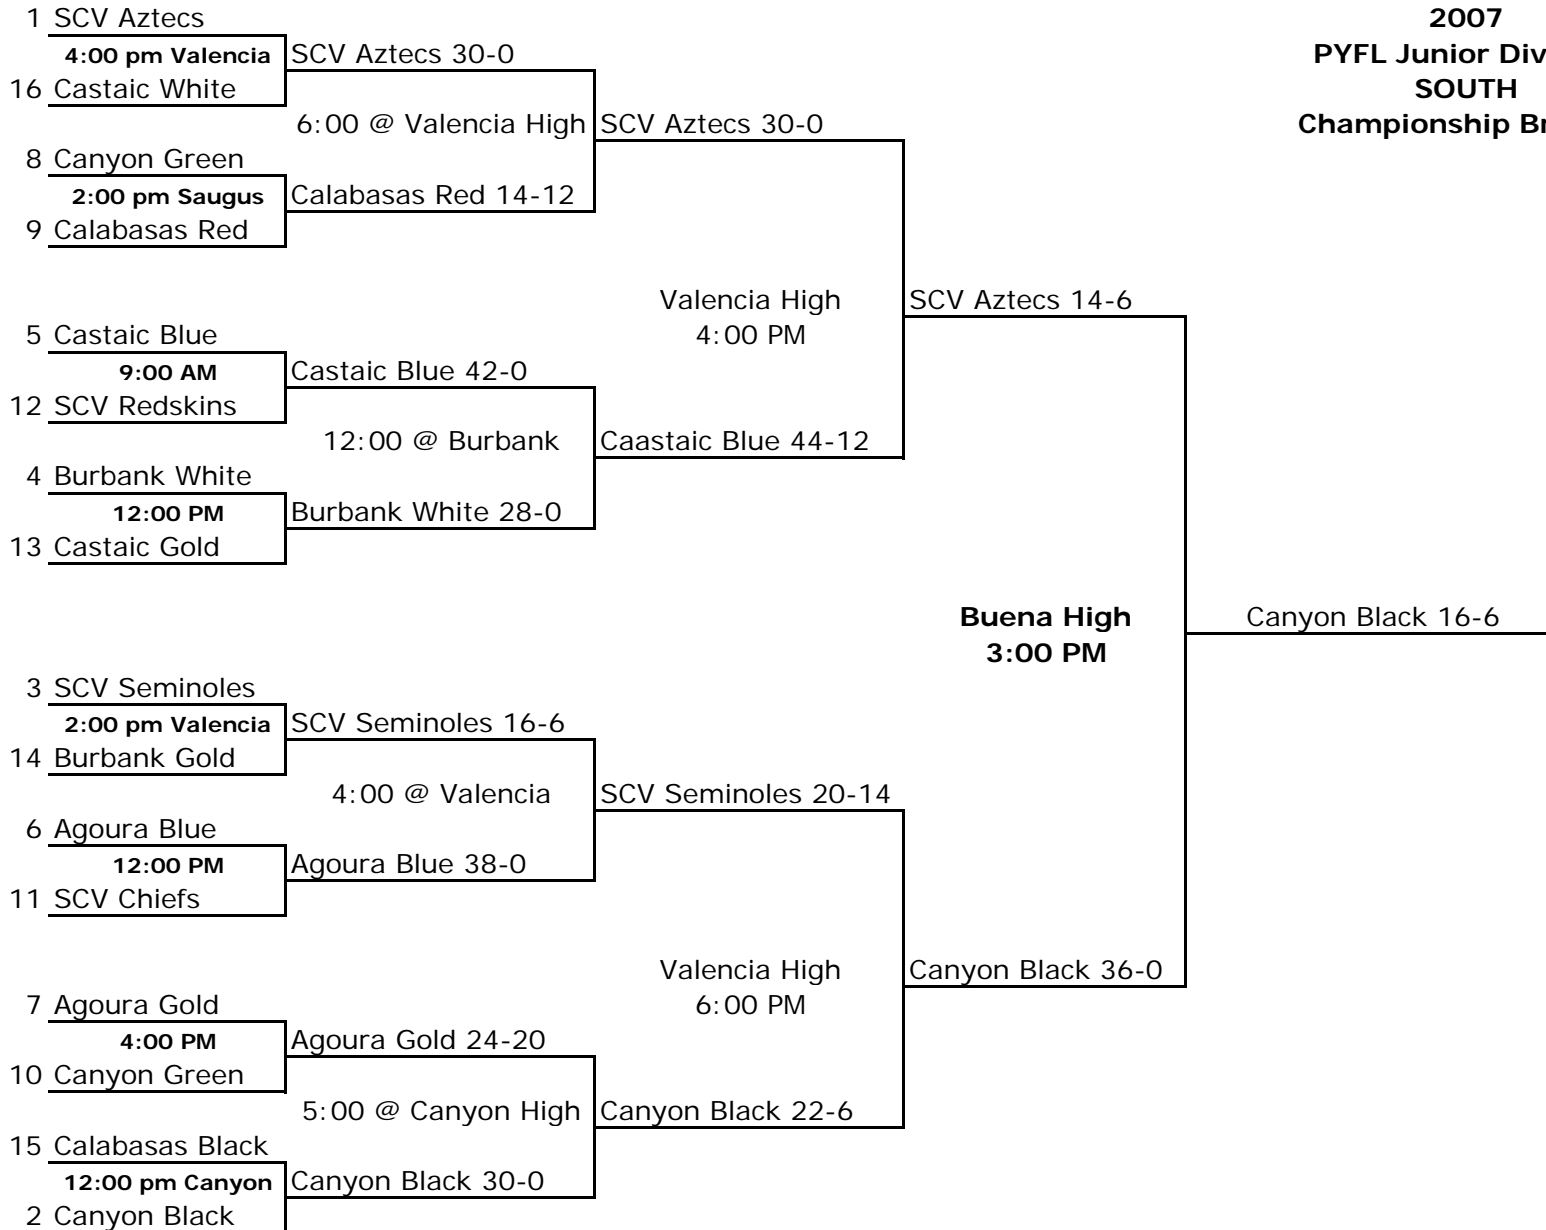 2007
PYFL Junior Div
SOUTH
Championship
1 SCV Aztecs
4:00 pm Valencia
16 Castaic White
SCV Aztecs 30-0
6:00 @ Valencia High
SCV Aztecs 30-0
8 Canyon Green
2:00 pm Saugus
9 Calabasas Red
Calabasas Red 14-12
Valencia High
4:00 PM
SCV Aztecs 14-6
5 Castaic Blue
9:00 AM
12 SCV Redskins
Castaic Blue 42-0
12:00 @ Burbank
Caastaic Blue 44-12
4 Burbank White
12:00 PM
13 Castaic Gold
Burbank White 28-0
Buena High
3:00 PM
Canyon Black 16-6
3 SCV Seminoles
2:00 pm Valencia
14 Burbank Gold
SCV Seminoles 16-6
4:00 @ Valencia
SCV Seminoles 20-14
6 Agoura Blue
12:00 PM
11 SCV Chiefs
Agoura Blue 38-0
Valencia High
6:00 PM
Canyon Black 36-0
7 Agoura Gold
4:00 PM
10 Canyon Green
Agoura Gold 24-20
5:00 @ Canyon High
Canyon Black 22-6
15 Calabasas Black
12:00 pm Canyon
2 Canyon Black
Canyon Black 30-0